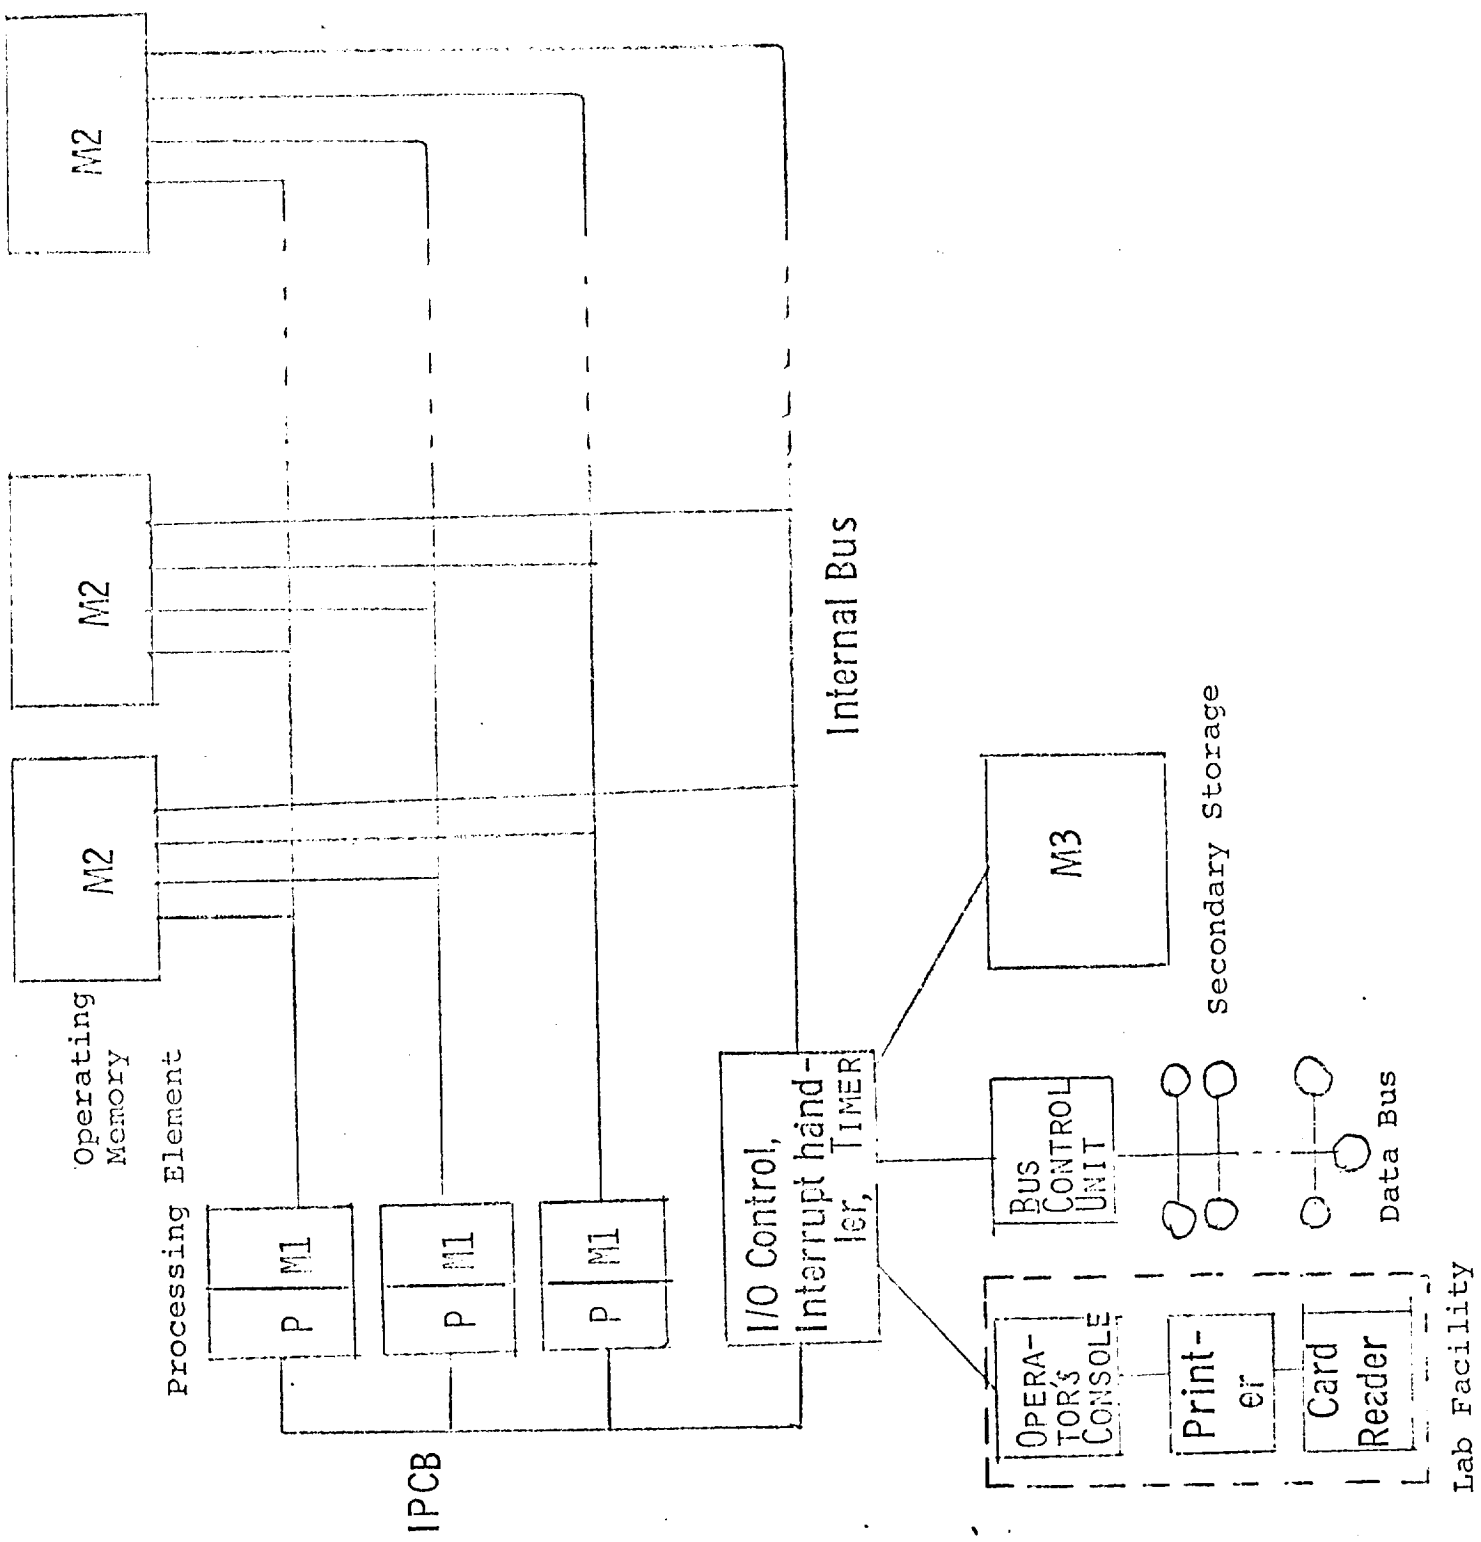 M2
M2
M2
Operating
Memory
Processing Element
P
M1
P
M1
P
M1
IPCB
Internal Bus
I/O Control,
Interrupt hand-
ler, TIMER
M3
Secondary Storage
BUS
CONTROL
UNIT
Data Bus
OPERA-
TOR'S
CONSOLE
Print-
er
Card
Reader
Lab Facility